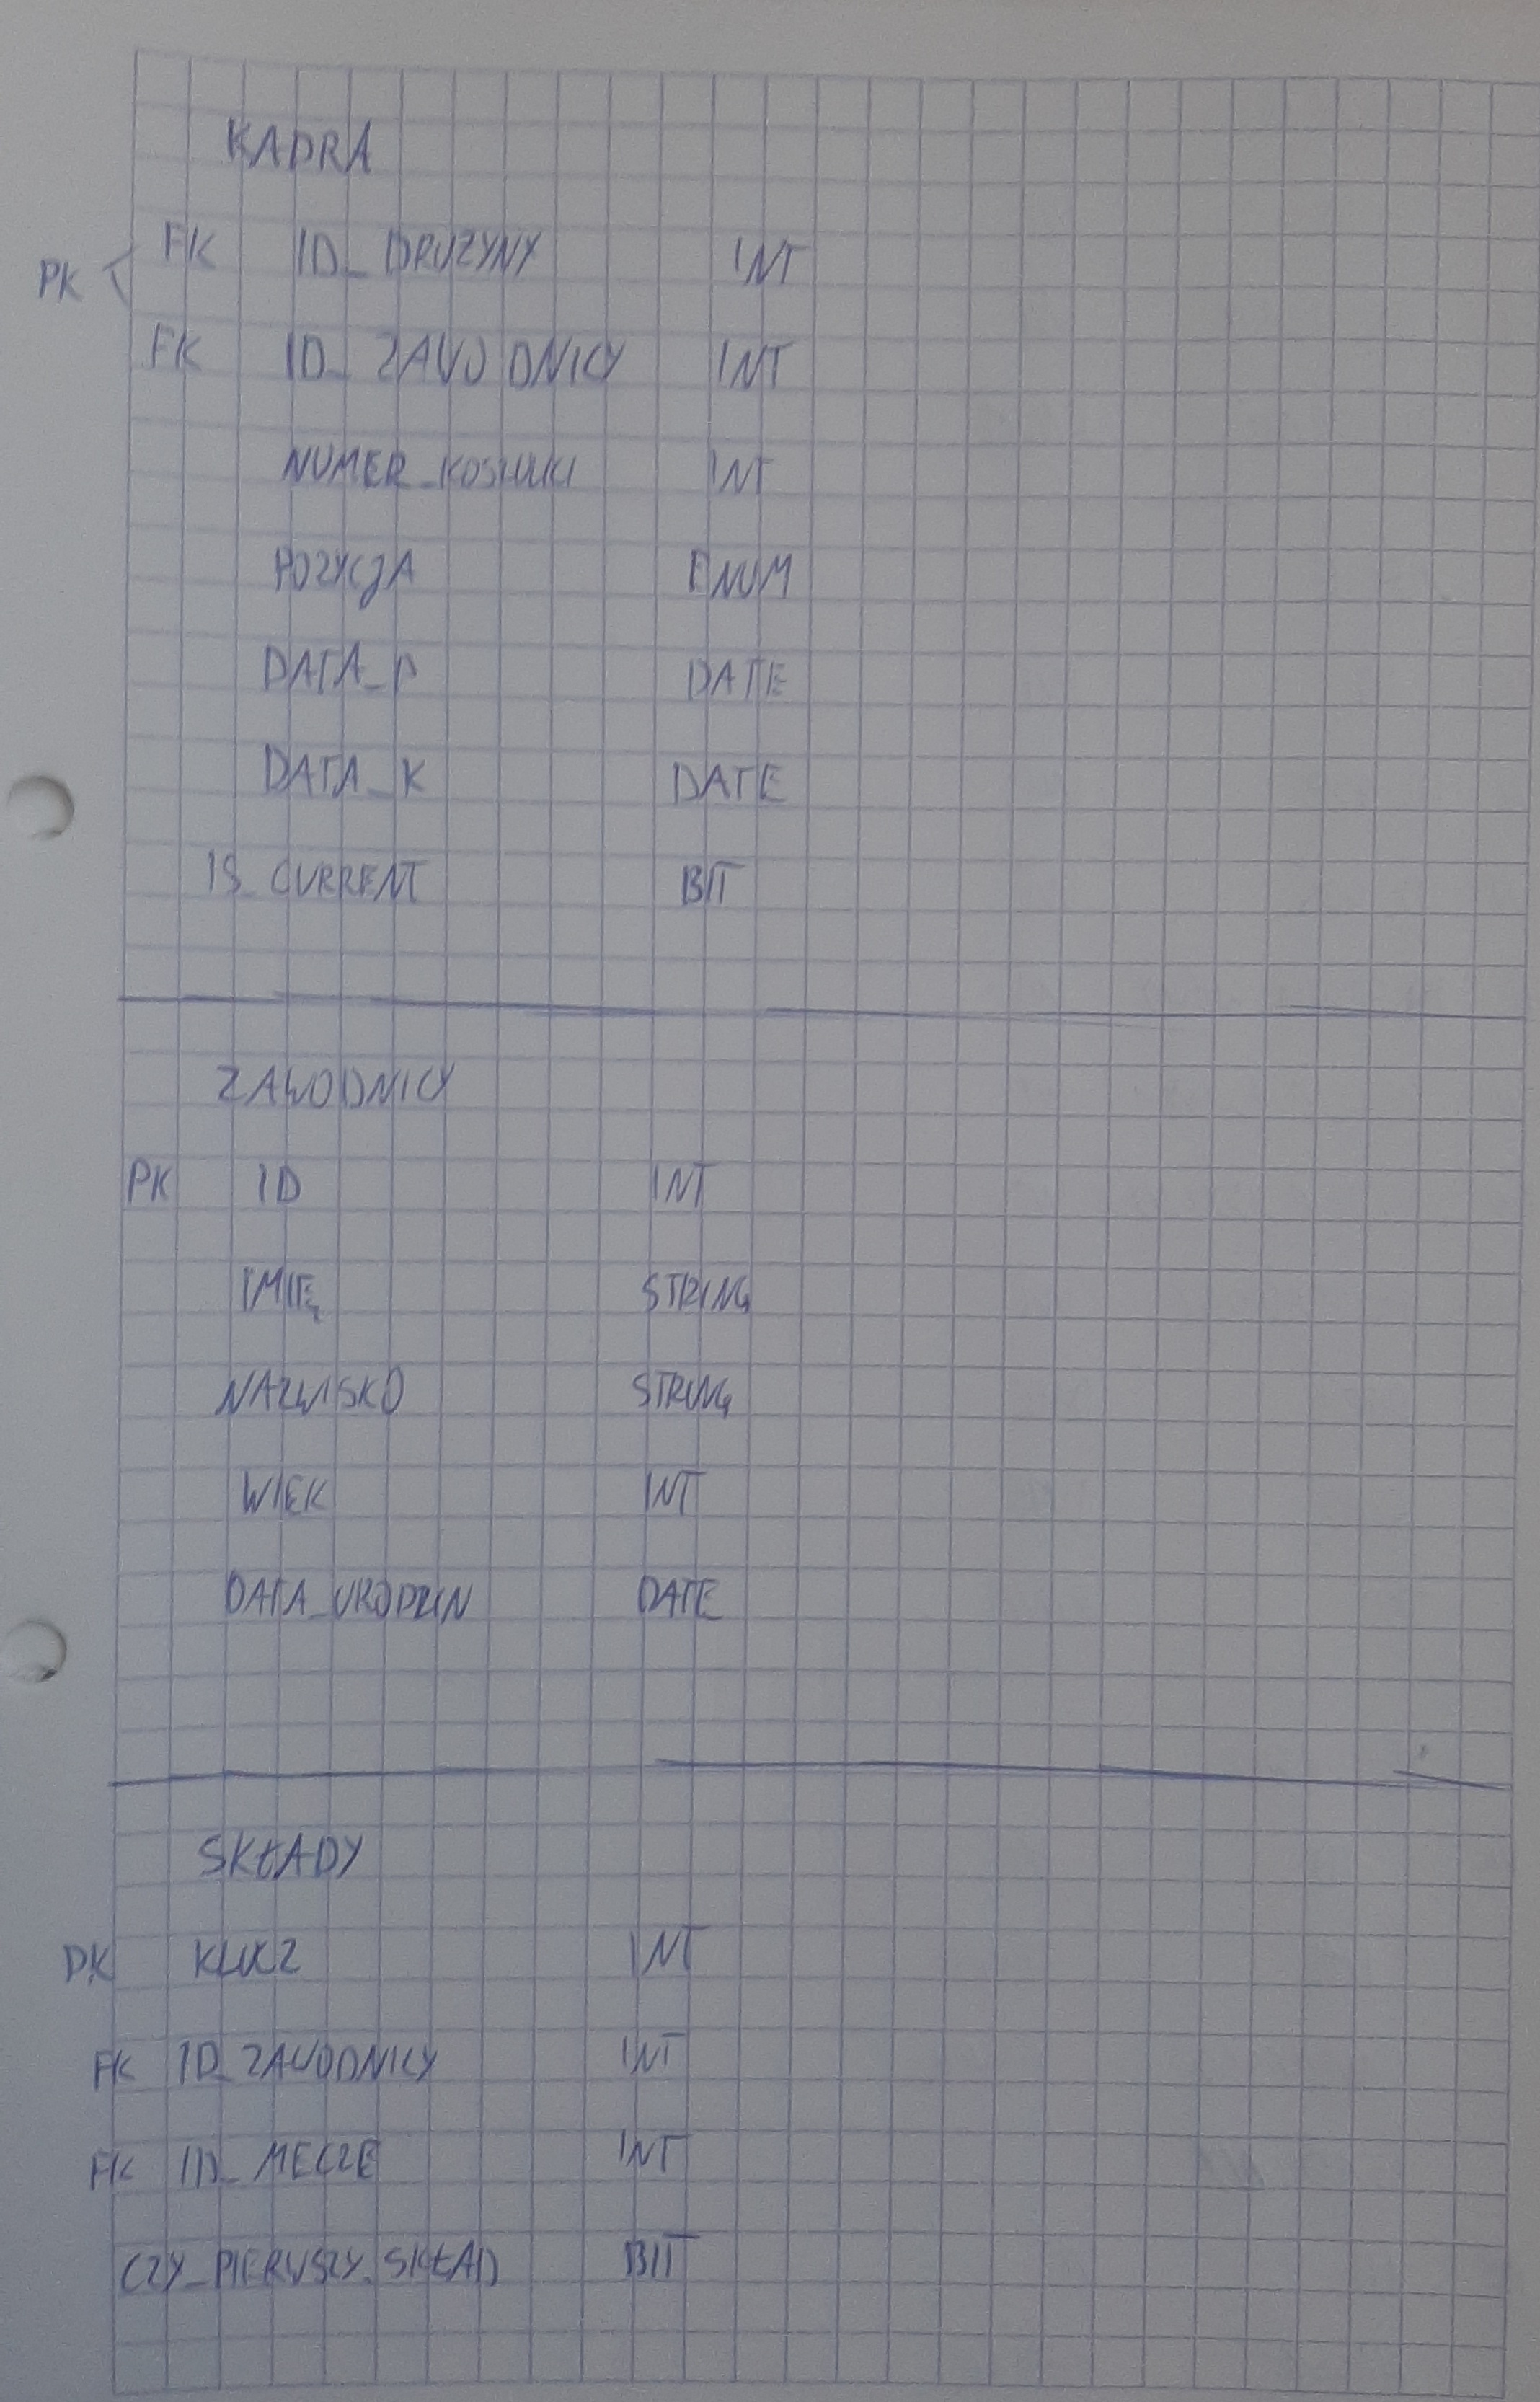 KADRA
PK FK ID_DRUZYNY INT
FK ID_ZAWODNICY INT
NUMER_KOSZULKI INT
POZYCJA ENUM
DATA_P DATE
DATA_K DATE
IS_CURRENT BIT
ZAWODNICY
PK ID INT
IMIĘ STRING
NAZWISKO STRING
WIEK INT
DATA_URODZIN DATE
SKŁADY
PK KLUCZ INT
FK ID_ZAWODNICY INT
FK ID_MECZE INT
CZY_PIERWSZY_SKŁAD BIT